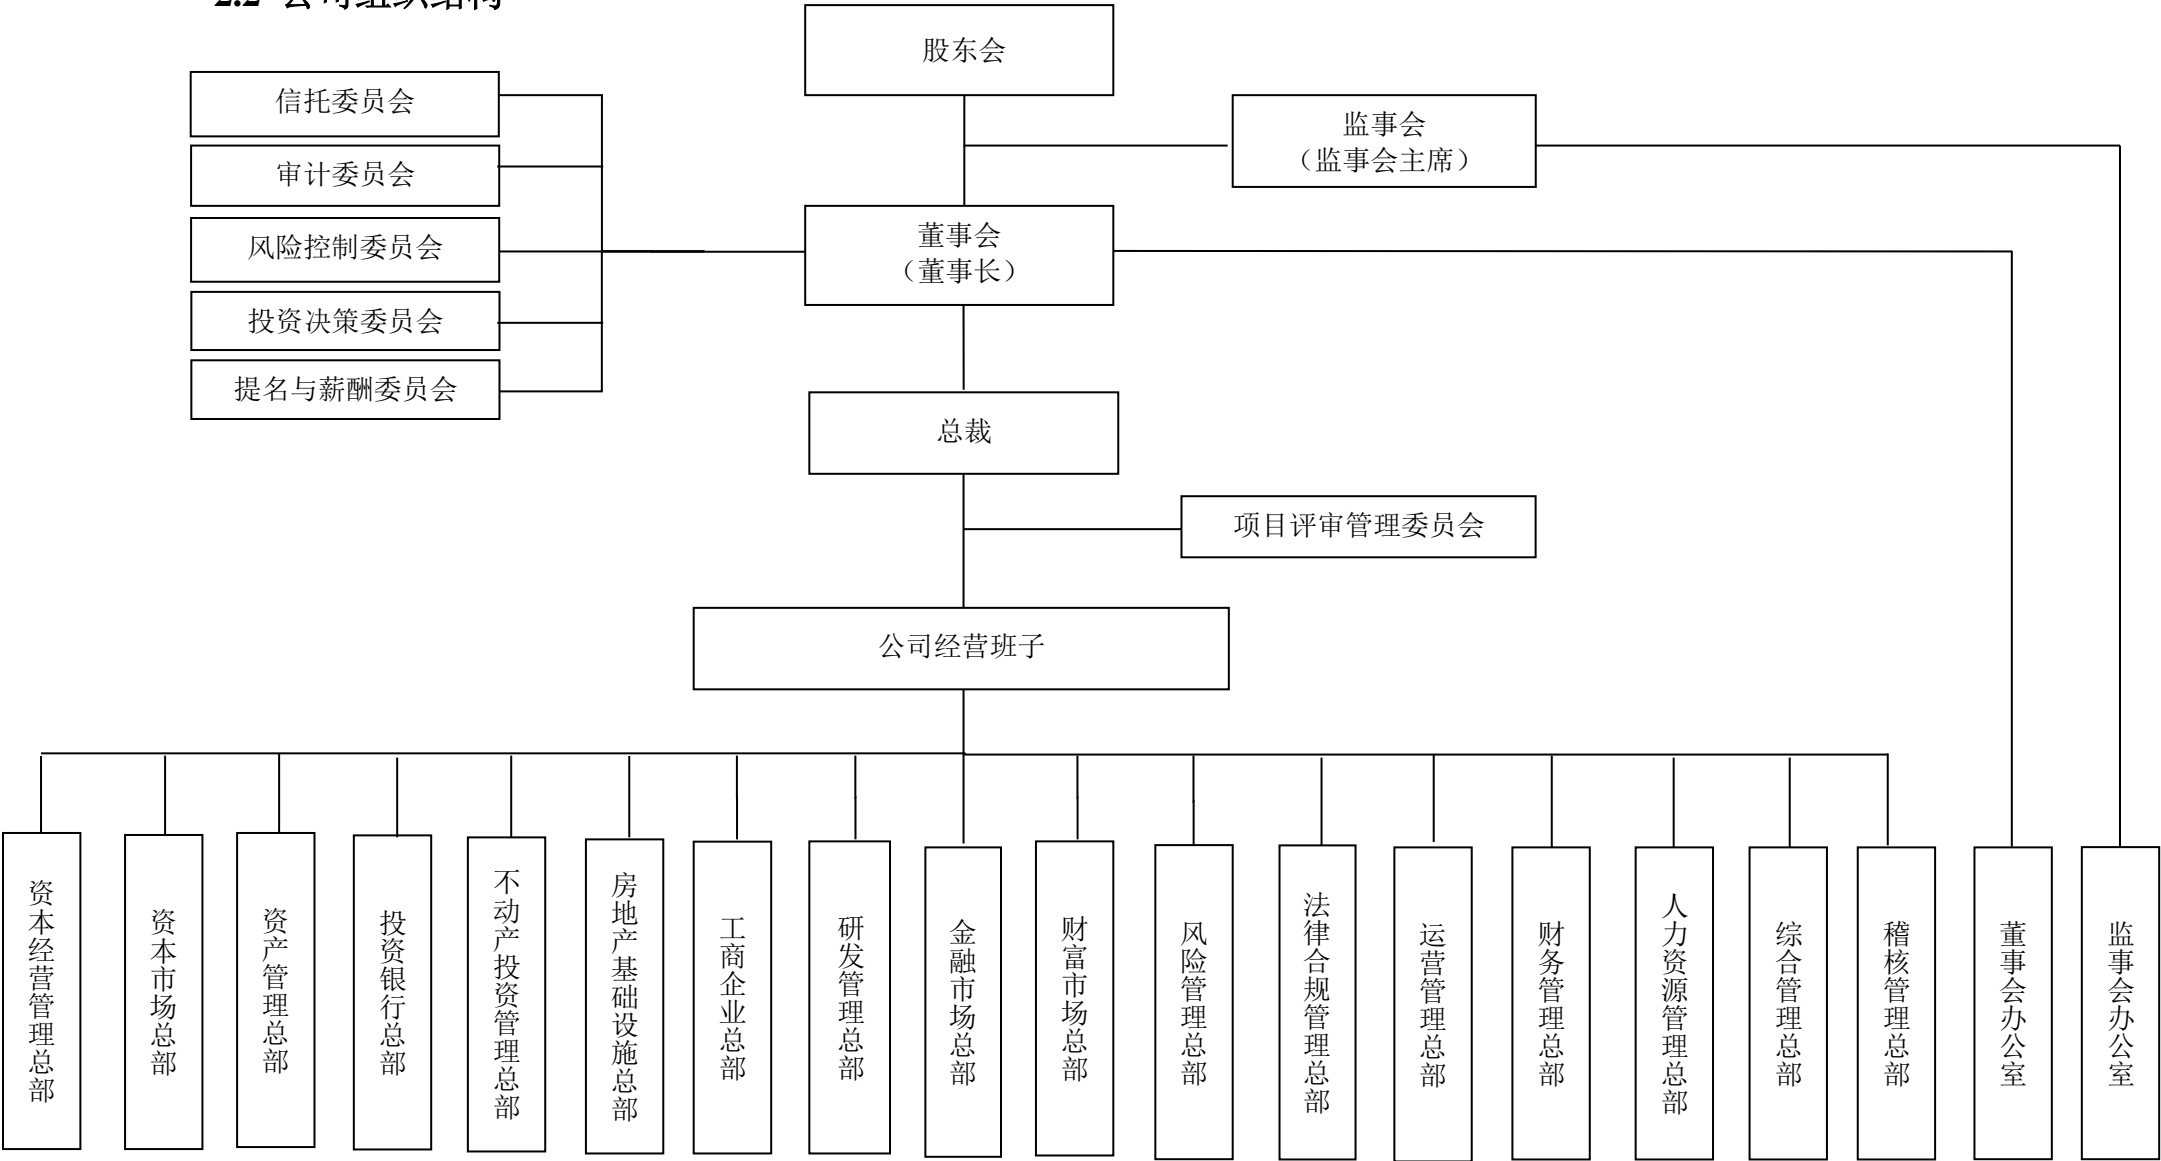 2.2 公司组织结构
股东会
信托委员会
审计委员会
风险控制委员会
投资决策委员会
提名与薪酬委员会
监事会
（监事会主席）
董事会
（董事长）
总裁
项目评审管理委员会
公司经营班子
资本经营管理总部
资本市场总部
资产管理总部
投资银行总部
不动产投资管理总部
房地产基础设施总部
工商企业总部
研发管理总部
金融市场总部
财富市场总部
风险管理总部
法律合规管理总部
运营管理总部
财务管理总部
人力资源管理总部
综合管理总部
稽核管理总部
董事会办公室
监事会办公室